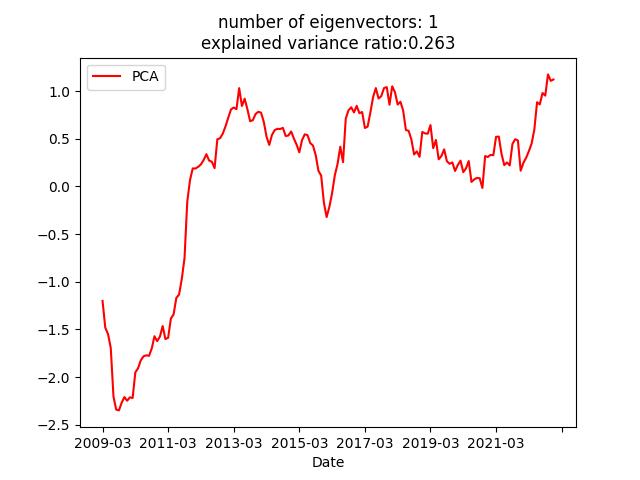 number of eigenvectors: 1
explained variance ratio:0.263
PCA
1.0
0.5
0.0
−0.5
−1.0
−1.5
−2.0
−2.5
2009-03 2011-03 2013-03 2015-03 2017-03 2019-03 2021-03
Date